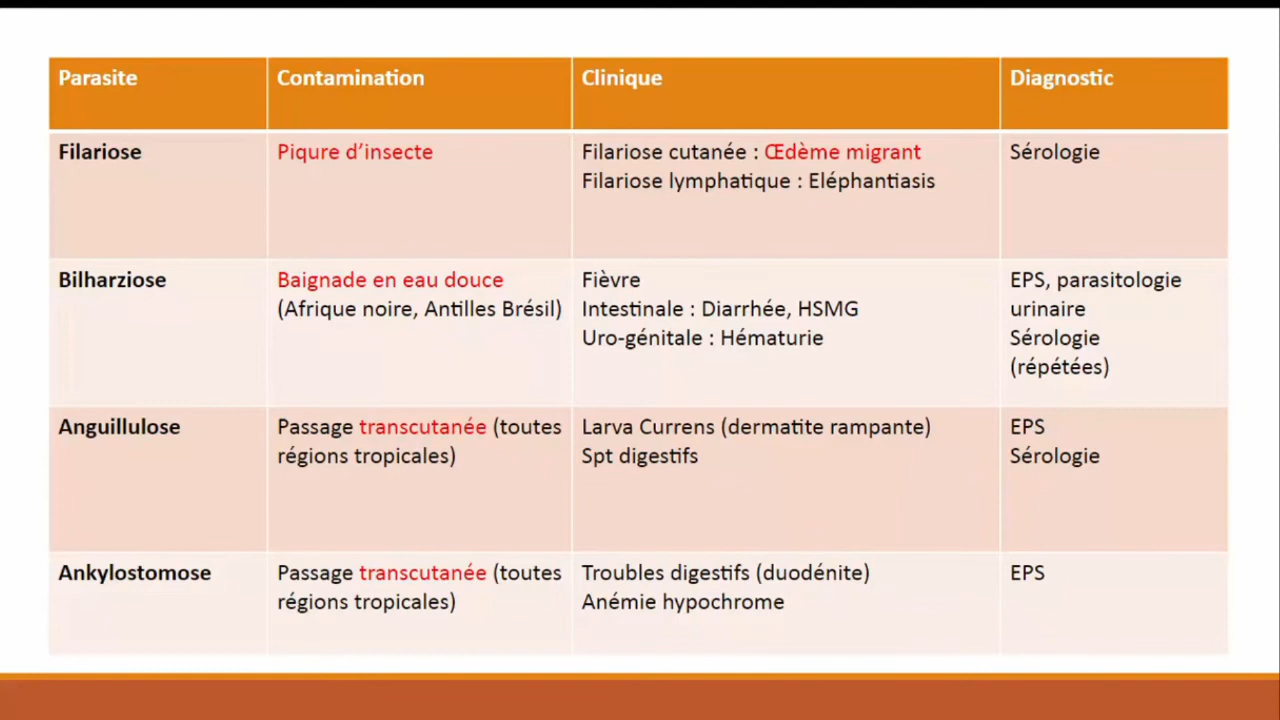 Parasite
Contamination
Clinique
Diagnostic
Filariose
Piqure d’insecte
Filariose cutanée : Œdème migrant
Filariose lymphatique : Eléphantiasis
Sérologie
Bilharziose
Baignade en eau douce
(Afrique noire, Antilles Brésil)
Fièvre
Intestinale : Diarrhée, HSMG
Uro-génitale : Hématurie
EPS, parasitologie
urinaire
Sérologie
(répétées)
Anguillulose
Passage transcutanée (toutes
régions tropicales)
Larva Currens (dermatite rampante)
Spt digestifs
EPS
Sérologie
Ankylostomose
Passage transcutanée (toutes
régions tropicales)
Troubles digestifs (duodénite)
Anémie hypochrome
EPS